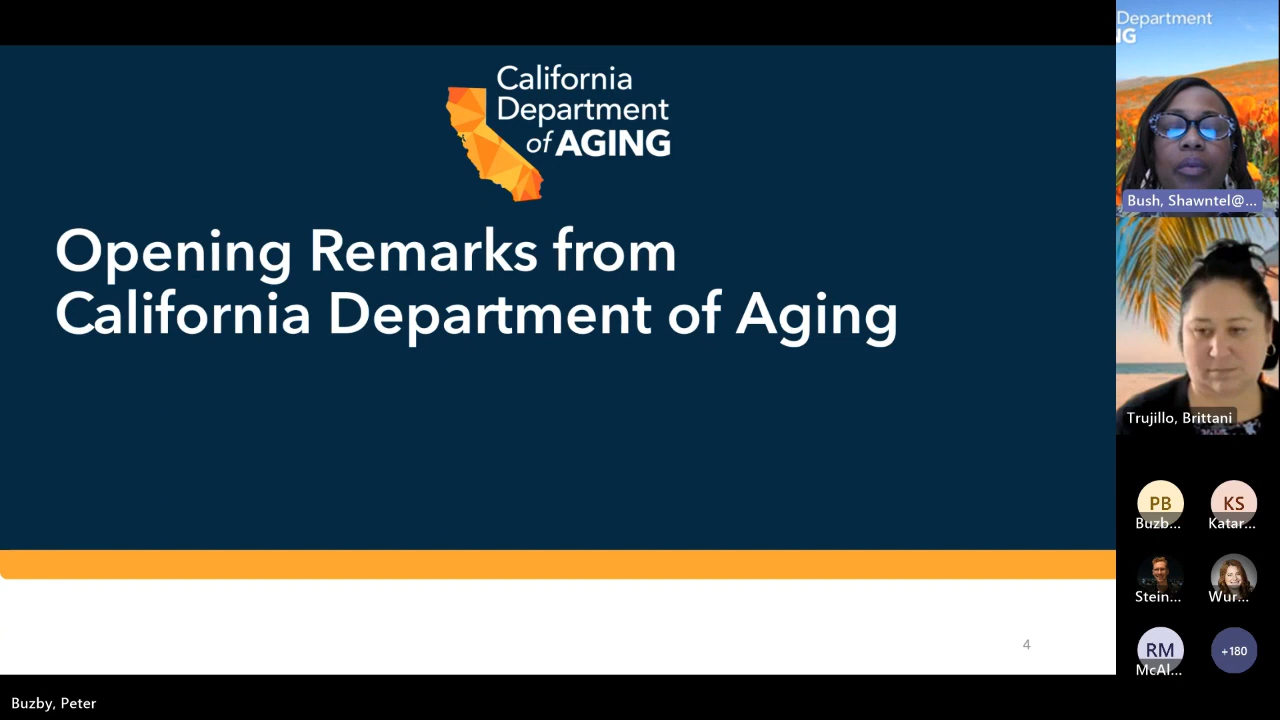 California
Department
of AGING
Opening Remarks from
California Department of Aging
4
Buzby, Peter
Department
NG
Bush, Shawntel@...
Trujillo, Brittani
PB
Buzb...
KS
Katar...
Stein...
Wur...
RM
McAl...
+180